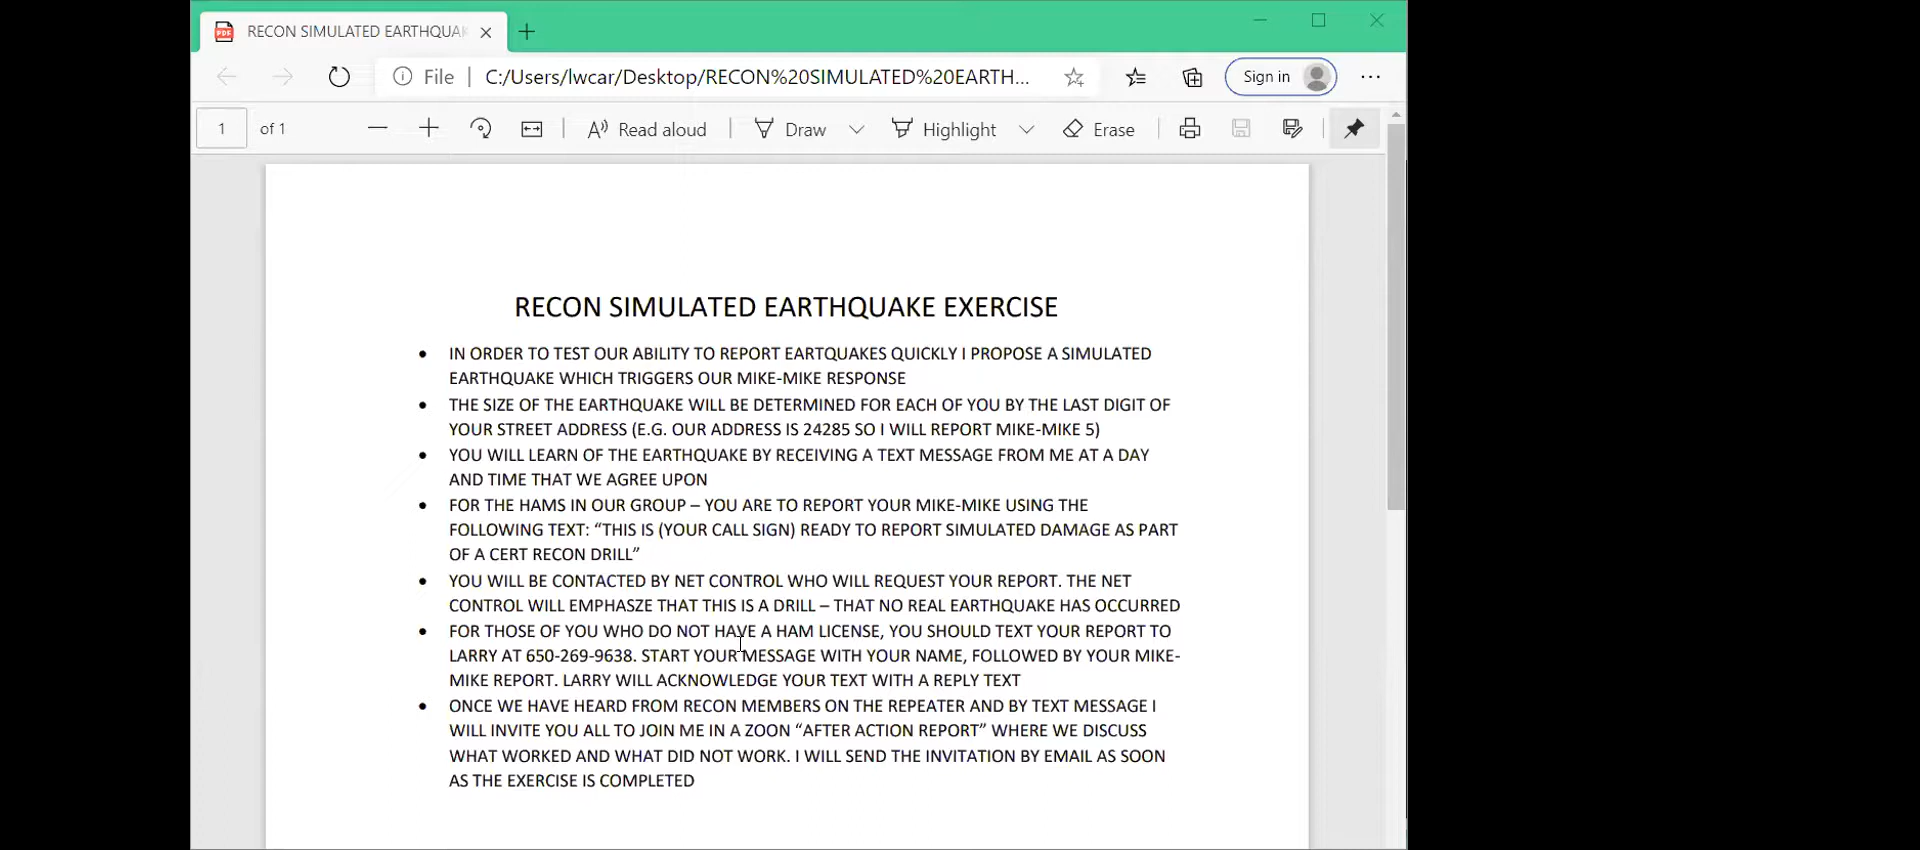 RECON SIMULATED EARTHQUA
File
C:/Users/lwcar/Desktop/RECON%20SIMULATED%20EARTH...
Sign in
1 of 1
Read aloud
Draw
Highlight
Erase
RECON SIMULATED EARTHQUAKE EXERCISE
• IN ORDER TO TEST OUR ABILITY TO REPORT EARTQUAKES QUICKLY I PROPOSE A SIMULATED
EARTHQUAKE WHICH TRIGGERS OUR MIKE-MIKE RESPONSE
• THE SIZE OF THE EARTHQUAKE WILL BE DETERMINED FOR EACH OF YOU BY THE LAST DIGIT OF
YOUR STREET ADDRESS (E.G. OUR ADDRESS IS 24285 SO I WILL REPORT MIKE-MIKE 5)
• YOU WILL LEARN OF THE EARTHQUAKE BY RECEIVING A TEXT MESSAGE FROM ME AT A DAY
AND TIME THAT WE AGREE UPON
• FOR THE HAMS IN OUR GROUP – YOU ARE TO REPORT YOUR MIKE-MIKE USING THE
FOLLOWING TEXT: “THIS IS (YOUR CALL SIGN) READY TO REPORT SIMULATED DAMAGE AS PART
OF A CERT RECON DRILL”
• YOU WILL BE CONTACTED BY NET CONTROL WHO WILL REQUEST YOUR REPORT. THE NET
CONTROL WILL EMPHASZE THAT THIS IS A DRILL – THAT NO REAL EARTHQUAKE HAS OCCURRED
• FOR THOSE OF YOU WHO DO NOT HAVE A HAM LICENSE, YOU SHOULD TEXT YOUR REPORT TO
LARRY AT 650-269-9638. START YOUR MESSAGE WITH YOUR NAME, FOLLOWED BY YOUR MIKE-
MIKE REPORT. LARRY WILL ACKNOWLEDGE YOUR TEXT WITH A REPLY TEXT
• ONCE WE HAVE HEARD FROM RECON MEMBERS ON THE REPEATER AND BY TEXT MESSAGE I
WILL INVITE YOU ALL TO JOIN ME IN A ZOON “AFTER ACTION REPORT” WHERE WE DISCUSS
WHAT WORKED AND WHAT DID NOT WORK. I WILL SEND THE INVITATION BY EMAIL AS SOON
AS THE EXERCISE IS COMPLETED